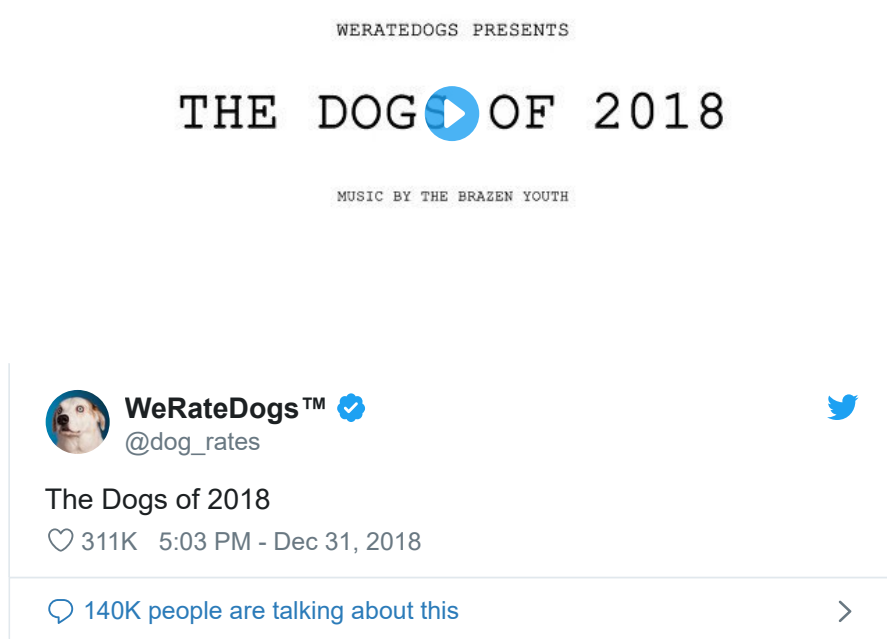 WERATEDOGS PRESENTS
THE DOGS OF 2018
MUSIC BY THE BRAZEN YOUTH
WeRateDogs™
@dog_rates
The Dogs of 2018
311K 5:03 PM - Dec 31, 2018
140K people are talking about this